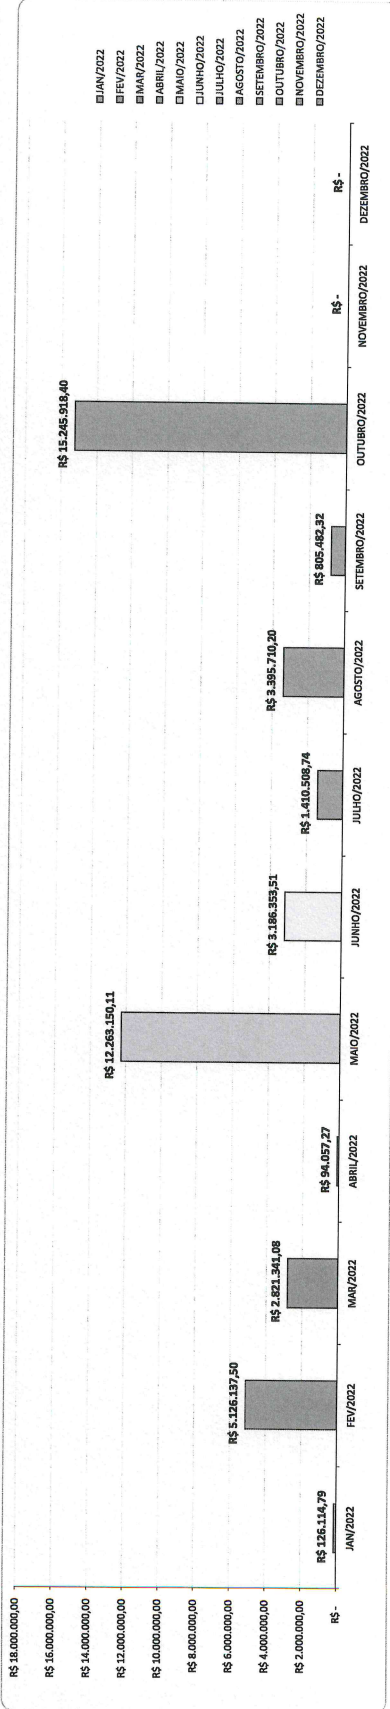 R$ 18.000.000,00
R$ 16.000.000,00
R$ 14.000.000,00
R$ 12.000.000,00
R$ 10.000.000,00
R$ 8.000.000,00
R$ 6.000.000,00
R$ 4.000.000,00
R$ 2.000.000,00
R$ -
R$ 126.114,79
R$ 5.126.137,50
R$ 2.821.341,08
R$ 94.057,27
R$ 12.263.150,11
R$ 3.186.353,51
R$ 1.410.508,74
R$ 3.395.710,20
R$ 805.482,32
R$ 15.245.918,40
R$ -
R$ -
JAN/2022
FEV/2022
MAR/2022
ABRIL/2022
MAIO/2022
JUNHO/2022
JULHO/2022
AGOSTO/2022
SETEMBRO/2022
OUTUBRO/2022
NOVEMBRO/2022
DEZEMBRO/2022
JAN/2022
FEV/2022
MAR/2022
ABRIL/2022
MAIO/2022
JUNHO/2022
JULHO/2022
AGOSTO/2022
SETEMBRO/2022
OUTUBRO/2022
NOVEMBRO/2022
DEZEMBRO/2022